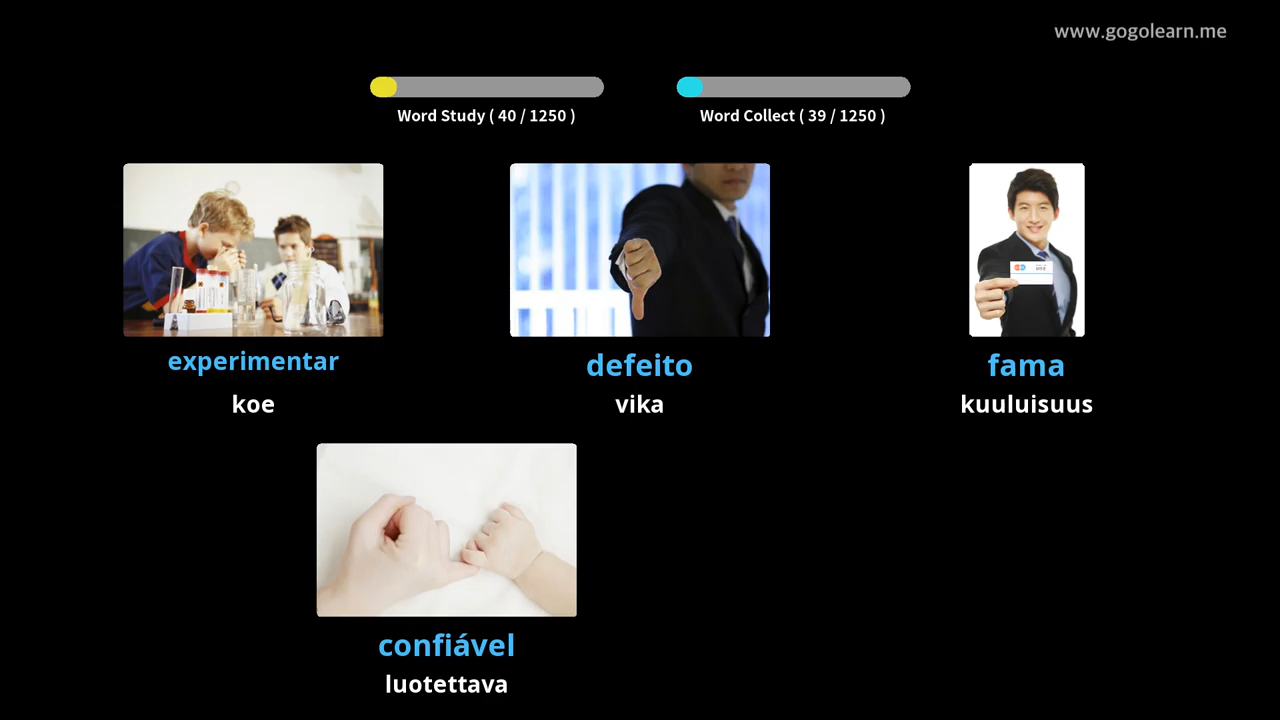 www.gogolearn.me
Word Study ( 40 / 1250 )
Word Collect ( 39 / 1250 )
experimentar
koe
defeito
vika
fama
kuuluisuus
confiável
luotettava